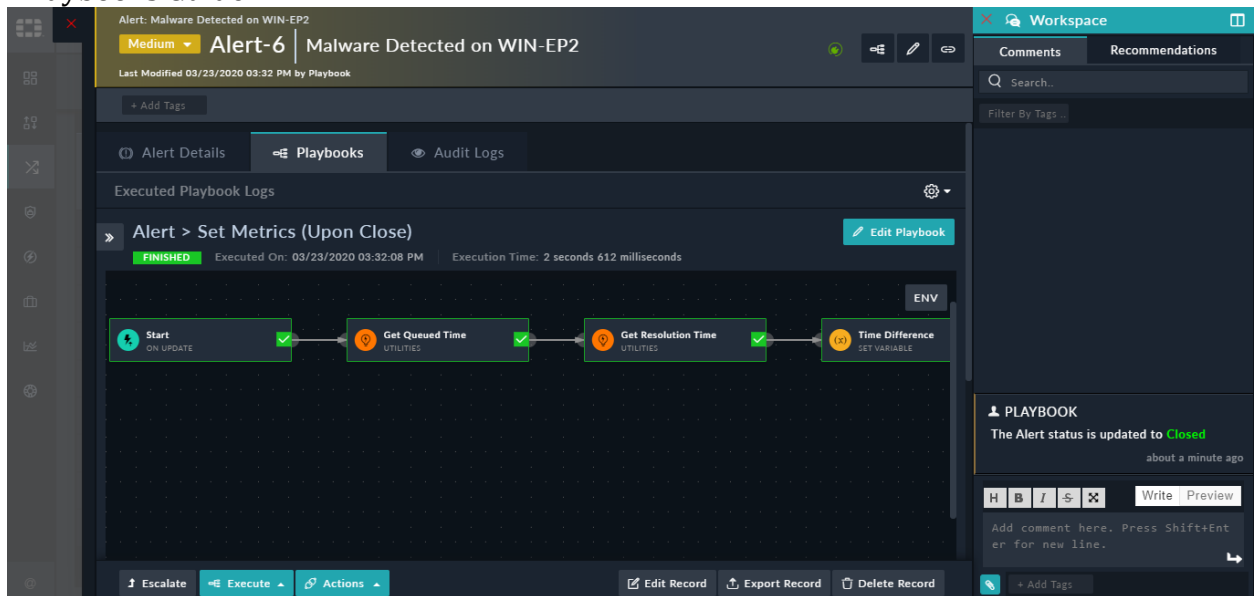 Alert: Malware Detected on WIN-EP2
Medium Alert-6 Malware Detected on WIN-EP2
Last Modified 03/23/2020 03:32 PM by Playbook
+ Add Tags
Alert Details Playbooks Audit Logs
Executed Playbook Logs
Alert > Set Metrics (Upon Close)
Edit Playbook
FINISHED Executed On: 03/23/2020 03:32:08 PM Execution Time: 2 seconds 612 milliseconds
ENV
Start
ON UPDATE
Get Queued Time
UTILITIES
Get Resolution Time
UTILITIES
(x) Time Difference
SET VARIABLE
Escalate Execute Actions Edit Record Export Record Delete Record
Workspace
Comments Recommendations
Search..
Filter By Tags ..
PLAYBOOK
The Alert status is updated to Closed
about a minute ago
H B I S Write Preview
Add comment here. Press Shift+Ent
er for new line.
+ Add Tags